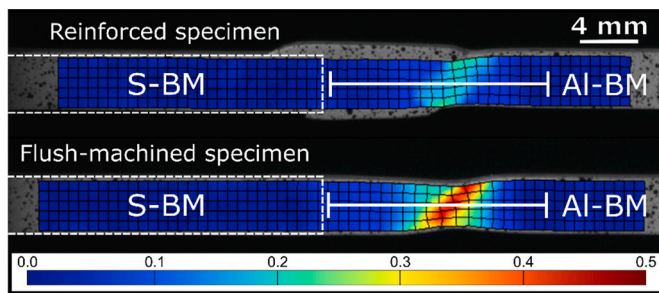 Reinforced specimen
4 mm
S-BM
Al-BM
Flush-machined specimen
S-BM
Al-BM
0.0 0.1 0.2 0.3 0.4 0.5